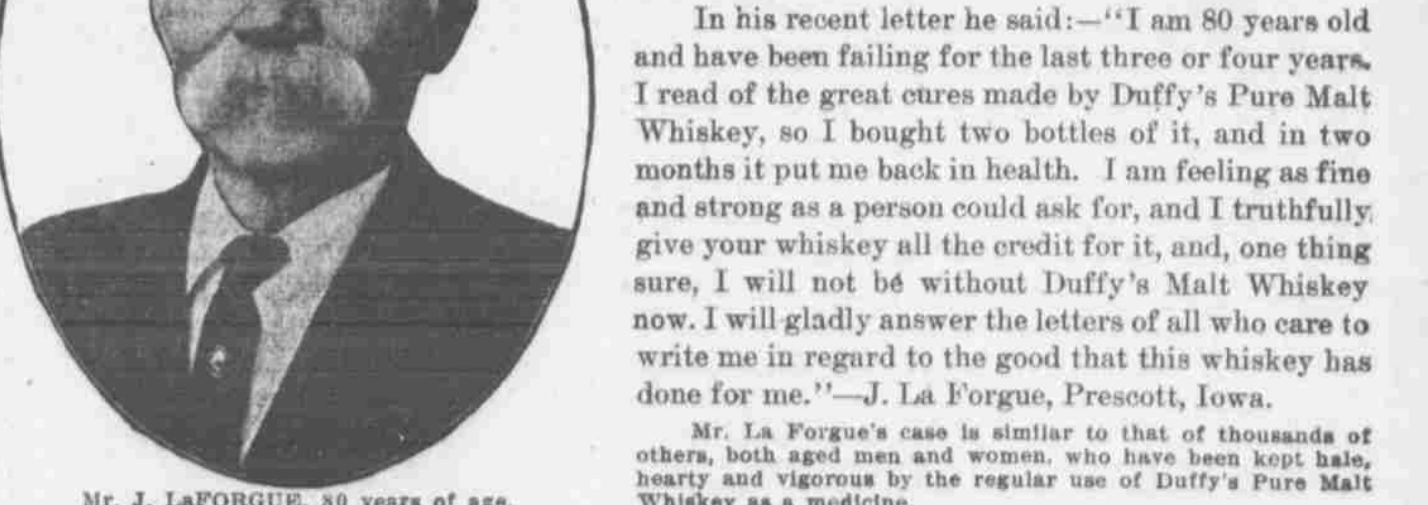 In his recent letter he said:—"I am 80 years old
and have been failing for the last three or four years.
I read of the great cures made by Duffy's Pure Malt
Whiskey, so I bought two bottles of it, and in two
months it put me back in health. I am feeling as fine
and strong as a person could ask for, and I truthfully
give your whiskey all the credit for it, and, one thing
sure, I will not be without Duffy's Malt Whiskey
now. I will gladly answer the letters of all who care to
write me in regard to the good that this whiskey has
done for me."—J. La Forgue, Prescott, Iowa.
Mr. La Forgue's case is similar to that of thousands of
others, both aged men and women, who have been kept hale,
hearty and vigorous by the regular use of Duffy's Pure Malt
Whiskey as a medicine.
Mr. J. LaFORGUE, 80 years of age.